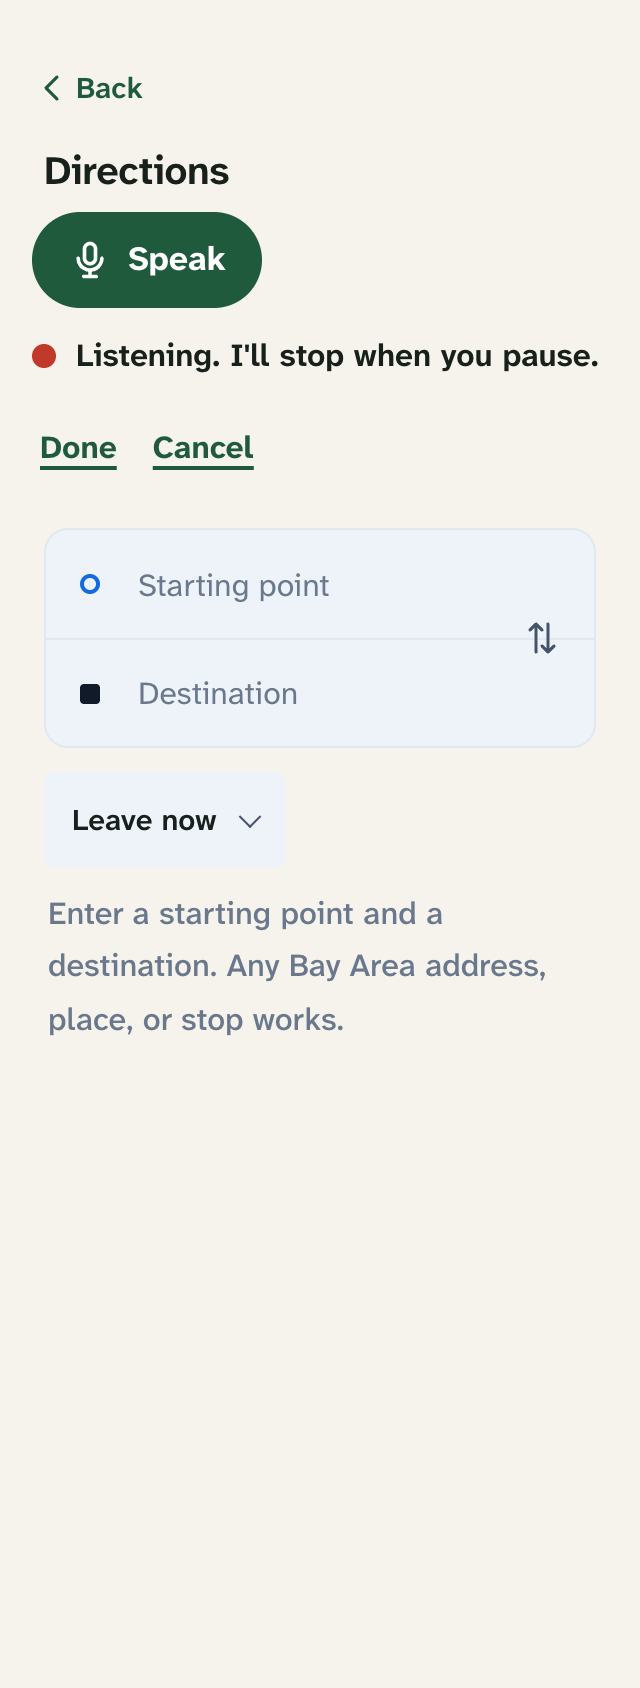 Back
Directions
Speak
Listening. I'll stop when you pause.
Done Cancel
Starting point
Destination
Leave now
Enter a starting point and a
destination. Any Bay Area address,
place, or stop works.